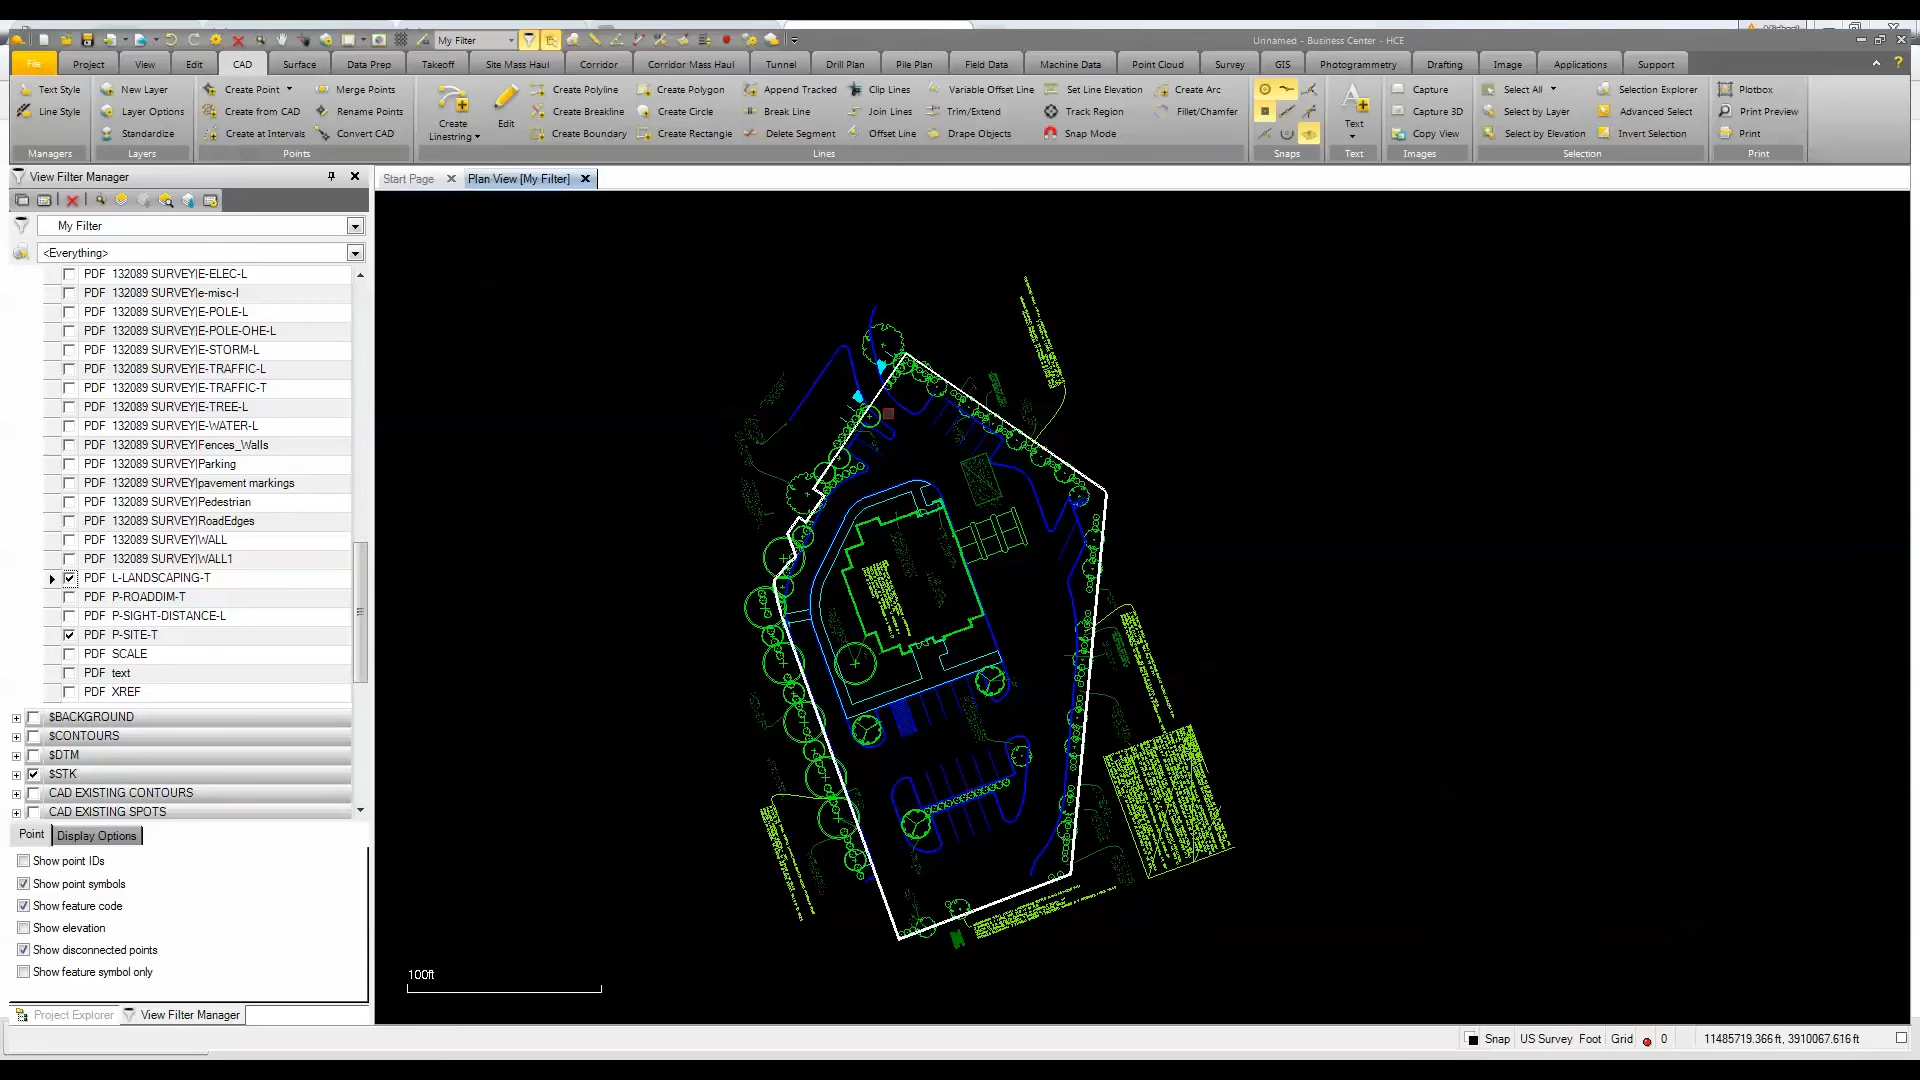 My Filter
Unnamed - Business Center - HCE
File Project View Edit CAD Surface Data Prep Takeoff Site Mass Haul Corridor Corridor Mass Haul Tunnel Drill Plan Pile Plan Field Data Machine Data Point Cloud Survey GIS Photogrammetry Drafting Image Applications Support
Text Style New Layer Create Point Merge Points Create Polyline Create Polygon Append Tracked Clip Lines Variable Offset Line Set Line Elevation Create Arc Capture Select All Selection Explorer Plotbox
Line Style Layer Options Create from CAD Rename Points Create Linestring Edit Create Breakline Create Circle Break Line Join Lines Trim/Extend Track Region Fillet/Chamfer Text Capture 3D Select by Layer Advanced Select Print Preview
Standardize Create at Intervals Convert CAD Create Boundary Create Rectangle Delete Segment Offset Line Drape Objects Snap Mode Copy View Select by Elevation Invert Selection Print
Managers Layers Points Lines Snaps Text Images Selection Print
View Filter Manager
Start Page Plan View [My Filter]
My Filter
<Everything>
PDF 132089 SURVEY|E-ELEC-L
PDF 132089 SURVEY|e-misc-l
PDF 132089 SURVEY|E-POLE-L
PDF 132089 SURVEY|E-POLE-OHE-L
PDF 132089 SURVEY|E-STORM-L
PDF 132089 SURVEY|E-TRAFFIC-L
PDF 132089 SURVEY|E-TRAFFIC-T
PDF 132089 SURVEY|E-TREE-L
PDF 132089 SURVEY|E-WATER-L
PDF 132089 SURVEY|Fences_Walls
PDF 132089 SURVEY|Parking
PDF 132089 SURVEY|pavement markings
PDF 132089 SURVEY|Pedestrian
PDF 132089 SURVEY|RoadEdges
PDF 132089 SURVEY|WALL
PDF 132089 SURVEY|WALL1
PDF L-LANDSCAPING-T
PDF P-ROADDIM-T
PDF P-SIGHT-DISTANCE-L
PDF P-SITE-T
PDF SCALE
PDF text
PDF XREF
$BACKGROUND
$CONTOURS
$DTM
$STK
CAD EXISTING CONTOURS
CAD EXISTING SPOTS
Point Display Options
Show point IDs
Show point symbols
Show feature code
Show elevation
Show disconnected points
Show feature symbol only
100ft
Project Explorer View Filter Manager
Snap US Survey Foot Grid 0 11485719.366 ft, 3910067.616 ft